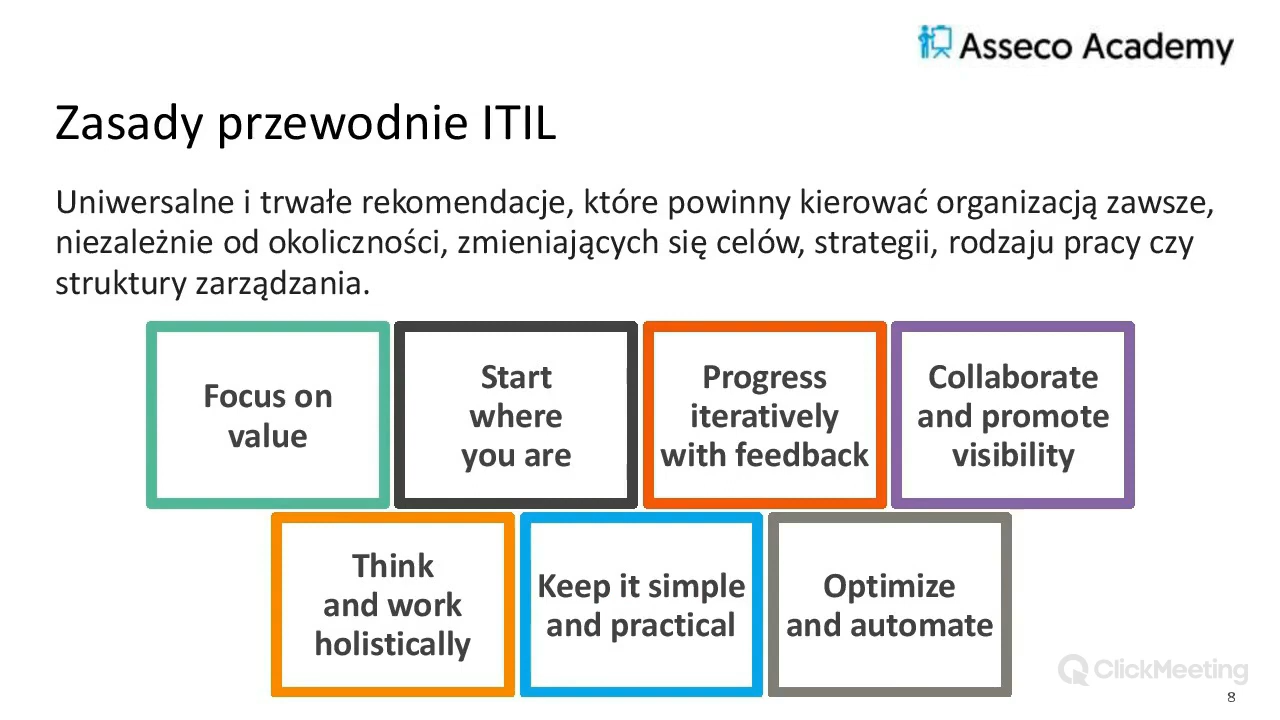 Asseco Academy
Zasady przewodnie ITIL
Uniwersalne i trwałe rekomendacje, które powinny kierować organizacją zawsze,
niezależnie od okoliczności, zmieniających się celów, strategii, rodzaju pracy czy
struktury zarządzania.
Focus on
value
Start
where
you are
Progress
iteratively
with feedback
Collaborate
and promote
visibility
Think
and work
holistically
Keep it simple
and practical
Optimize
and automate
ClickMeeting
8